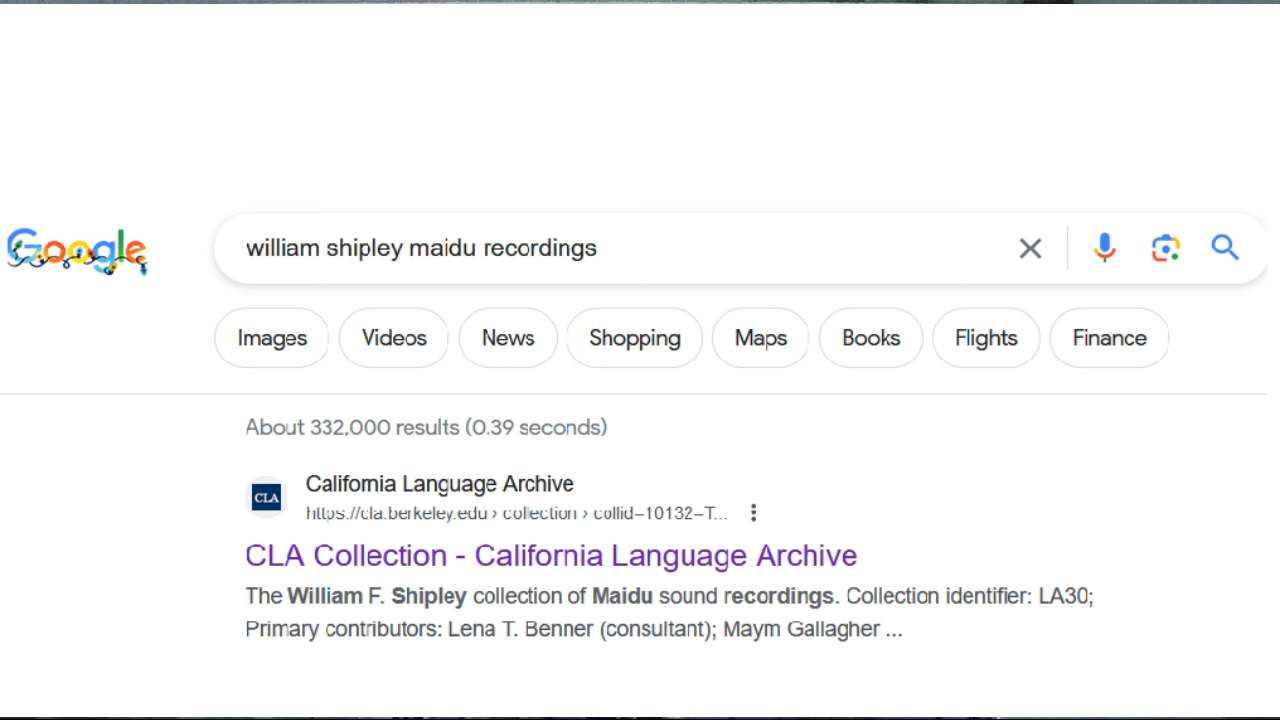 Google
william shipley maidu recordings
Images Videos News Shopping Maps Books Flights Finance
About 332,000 results (0.39 seconds)
CLA
California Language Archive
https://cla.berkeley.edu › collection › collid-10132-T...
CLA Collection - California Language Archive
The William F. Shipley collection of Maidu sound recordings. Collection identifier: LA30;
Primary contributors: Lena T. Benner (consultant); Maym Gallagher ...